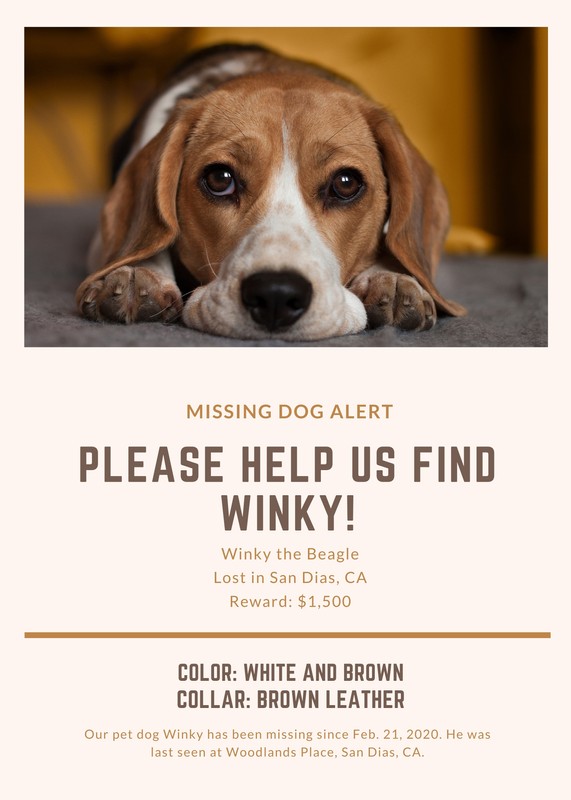 MISSING DOG ALERT
PLEASE HELP US FIND
WINKY!
Winky the Beagle
Lost in San Dias, CA
Reward: $1,500
COLOR: WHITE AND BROWN
COLLAR: BROWN LEATHER
Our pet dog Winky has been missing since Feb. 21, 2020. He was
last seen at Woodlands Place, San Dias, CA.